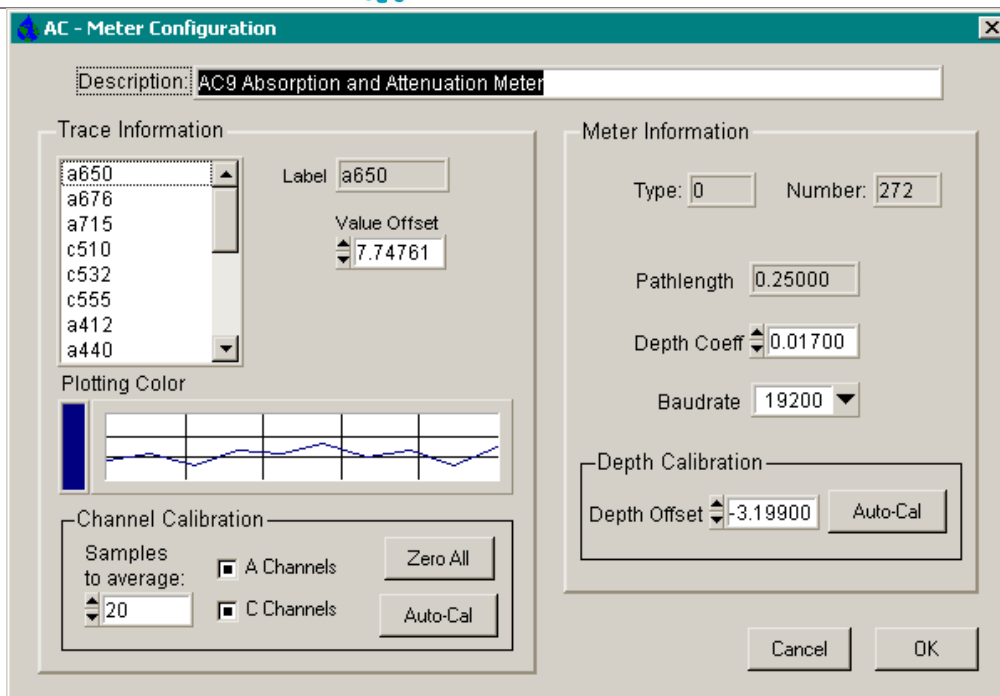 AC - Meter Configuration
Description: AC9 Absorption and Attenuation Meter
Trace Information
a650
a676
a715
c510
c532
c555
a412
a440
Label a650
Value Offset
7.74761
Plotting Color
Channel Calibration
Samples
to average:
20
A Channels
C Channels
Zero All
Auto-Cal
Meter Information
Type: 0 Number: 272
Pathlength 0.25000
Depth Coeff 0.01700
Baudrate 19200
Depth Calibration
Depth Offset -3.19900 Auto-Cal
Cancel OK